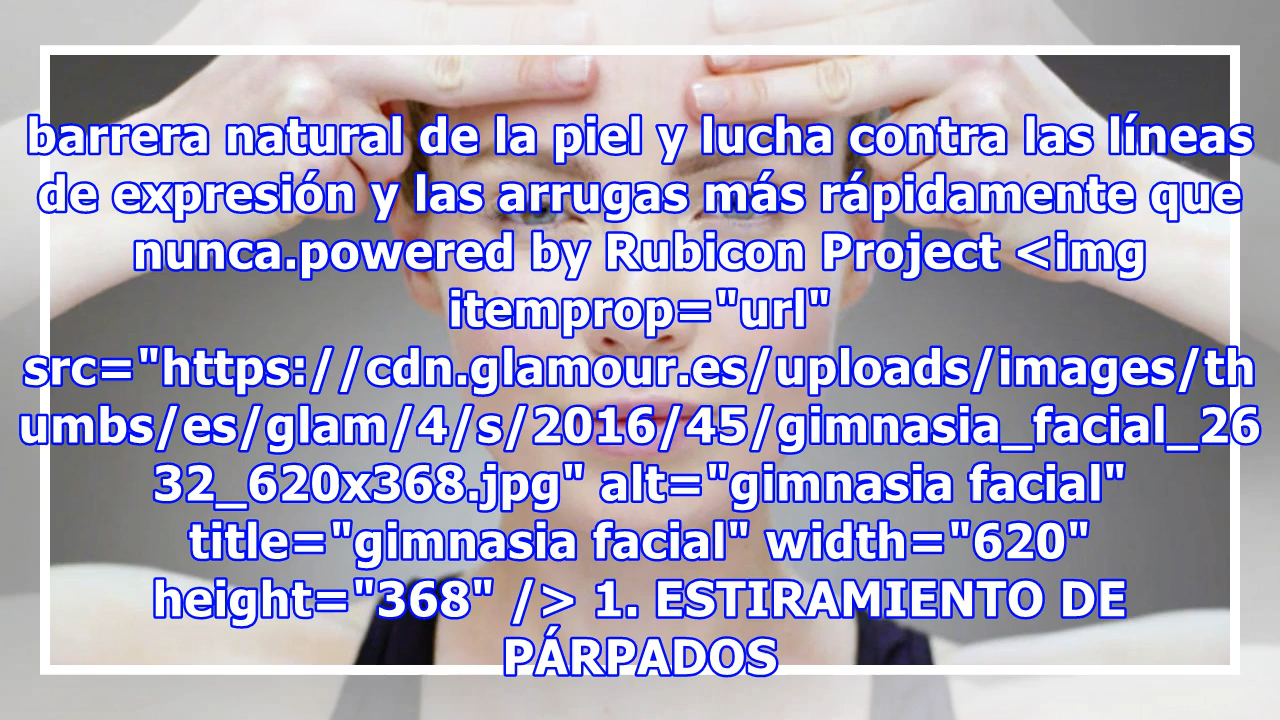 barrera natural de la piel y lucha contra las líneas
de expresión y las arrugas más rápidamente que
nunca.powered by Rubicon Project <img
itemprop="url"
src="https://cdn.glamour.es/uploads/images/th
umbs/es/glam/4/s/2016/45/gimnasia_facial_26
32_620x368.jpg" alt="gimnasia facial"
title="gimnasia facial" width="620"
height="368" /> 1. ESTIRAMIENTO DE
PÁRPADOS